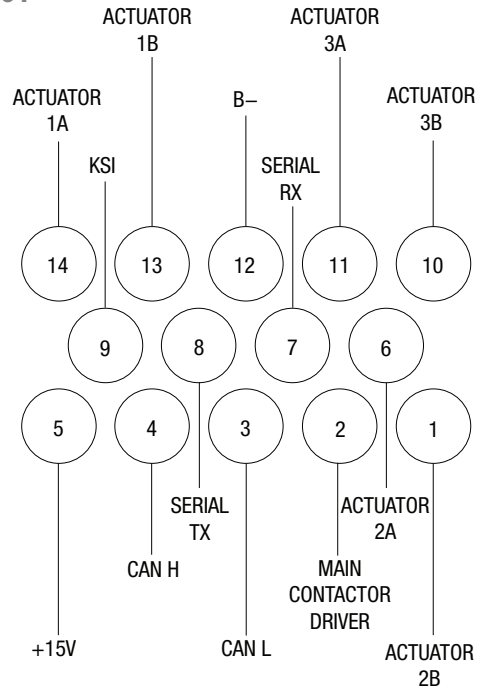 ACTUATOR
1B
ACTUATOR
3A
ACTUATOR
1A
B–
ACTUATOR
3B
KSI
SERIAL
RX
14
13
12
11
10
9
8
7
6
5
4
3
2
1
SERIAL
TX
ACTUATOR
2A
CAN H
MAIN
CONTACTOR
DRIVER
+15V
CAN L
ACTUATOR
2B